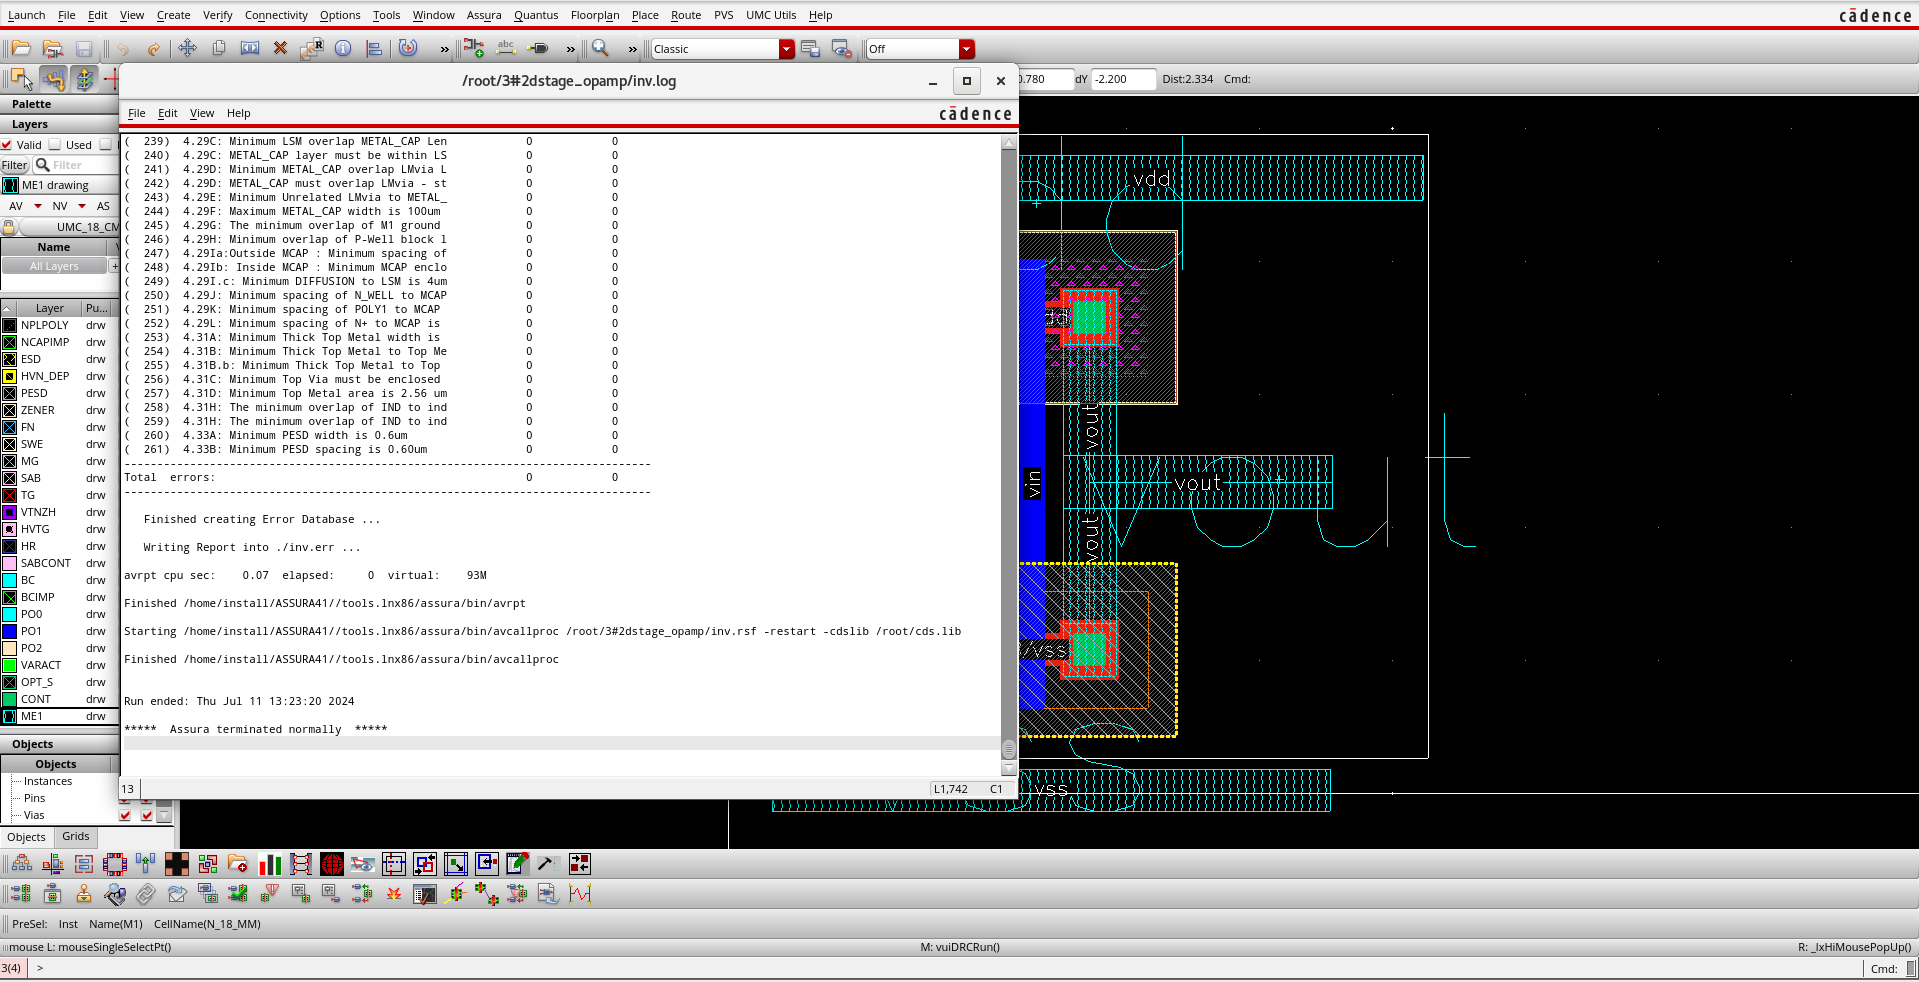 Launch File Edit View Create Verify Connectivity Options Tools Window Assura Quantus Floorplan Place Route PVS UMC Utils Help cādence
abc Classic Off
/root/3#2dstage_opamp/inv.log
0.780 dY -2.200 Dist:2.334 Cmd:
Palette
File Edit View Help cādence
Layers
Valid Used
Filter Filter
ME1 drawing
AV NV AS
UMC_18_CM
Name V
All Layers +
Layer Pu...
NPLPOLY drw
NCAPIMP drw
ESD drw
HVN_DEP drw
PESD drw
ZENER drw
FN drw
SWE drw
MG drw
SAB drw
TG drw
VTNZH drw
HVTG drw
HR drw
SABCONT drw
BC drw
BCIMP drw
PO0 drw
PO1 drw
PO2 drw
VARACT drw
OPT_S drw
CONT drw
ME1 drw
Objects
Objects
Instances
Pins
Vias
Objects Grids
( 239) 4.29C: Minimum LSM overlap METAL_CAP Len 0 0
( 240) 4.29C: METAL_CAP layer must be within LS 0 0
( 241) 4.29D: Minimum METAL_CAP overlap LMvia L 0 0
( 242) 4.29D: METAL_CAP must overlap LMvia - st 0 0
( 243) 4.29E: Minimum Unrelated LMvia to METAL_ 0 0
( 244) 4.29F: Maximum METAL_CAP width is 100um 0 0
( 245) 4.29G: The minimum overlap of M1 ground 0 0
( 246) 4.29H: Minimum overlap of P-Well block l 0 0
( 247) 4.29Ia:Outside MCAP : Minimum spacing of 0 0
( 248) 4.29Ib: Inside MCAP : Minimum MCAP enclo 0 0
( 249) 4.29I.c: Minimum DIFFUSION to LSM is 4um 0 0
( 250) 4.29J: Minimum spacing of N_WELL to MCAP 0 0
( 251) 4.29K: Minimum spacing of POLY1 to MCAP 0 0
( 252) 4.29L: Minimum spacing of N+ to MCAP is 0 0
( 253) 4.31A: Minimum Thick Top Metal width is 0 0
( 254) 4.31B: Minimum Thick Top Metal to Top Me 0 0
( 255) 4.31B.b: Minimum Thick Top Metal to Top 0 0
( 256) 4.31C: Minimum Top Via must be enclosed 0 0
( 257) 4.31D: Minimum Top Metal area is 2.56 um 0 0
( 258) 4.31H: The minimum overlap of IND to ind 0 0
( 259) 4.31H: The minimum overlap of IND to ind 0 0
( 260) 4.33A: Minimum PESD width is 0.6um 0 0
( 261) 4.33B: Minimum PESD spacing is 0.60um 0 0
--------------------------------------------------------------------------------
Total errors: 0 0
--------------------------------------------------------------------------------
Finished creating Error Database ...
Writing Report into ./inv.err ...
avrpt cpu sec: 0.07 elapsed: 0 virtual: 93M
Finished /home/install/ASSURA41//tools.lnx86/assura/bin/avrpt
Starting /home/install/ASSURA41//tools.lnx86/assura/bin/avcallproc /root/3#2dstage_opamp/inv.rsf -restart -cdslib /root/cds.lib
Finished /home/install/ASSURA41//tools.lnx86/assura/bin/avcallproc
Run ended: Thu Jul 11 13:23:20 2024
***** Assura terminated normally *****
13 L1,742 C1
vdd
vout
vin
vout
vout
vout
/vss
vss
PreSel: Inst Name(M1) CellName(N_18_MM)
mouse L: mouseSingleSelectPt() M: vuiDRCRun() R: _lxHiMousePopUp()
3(4) > Cmd: